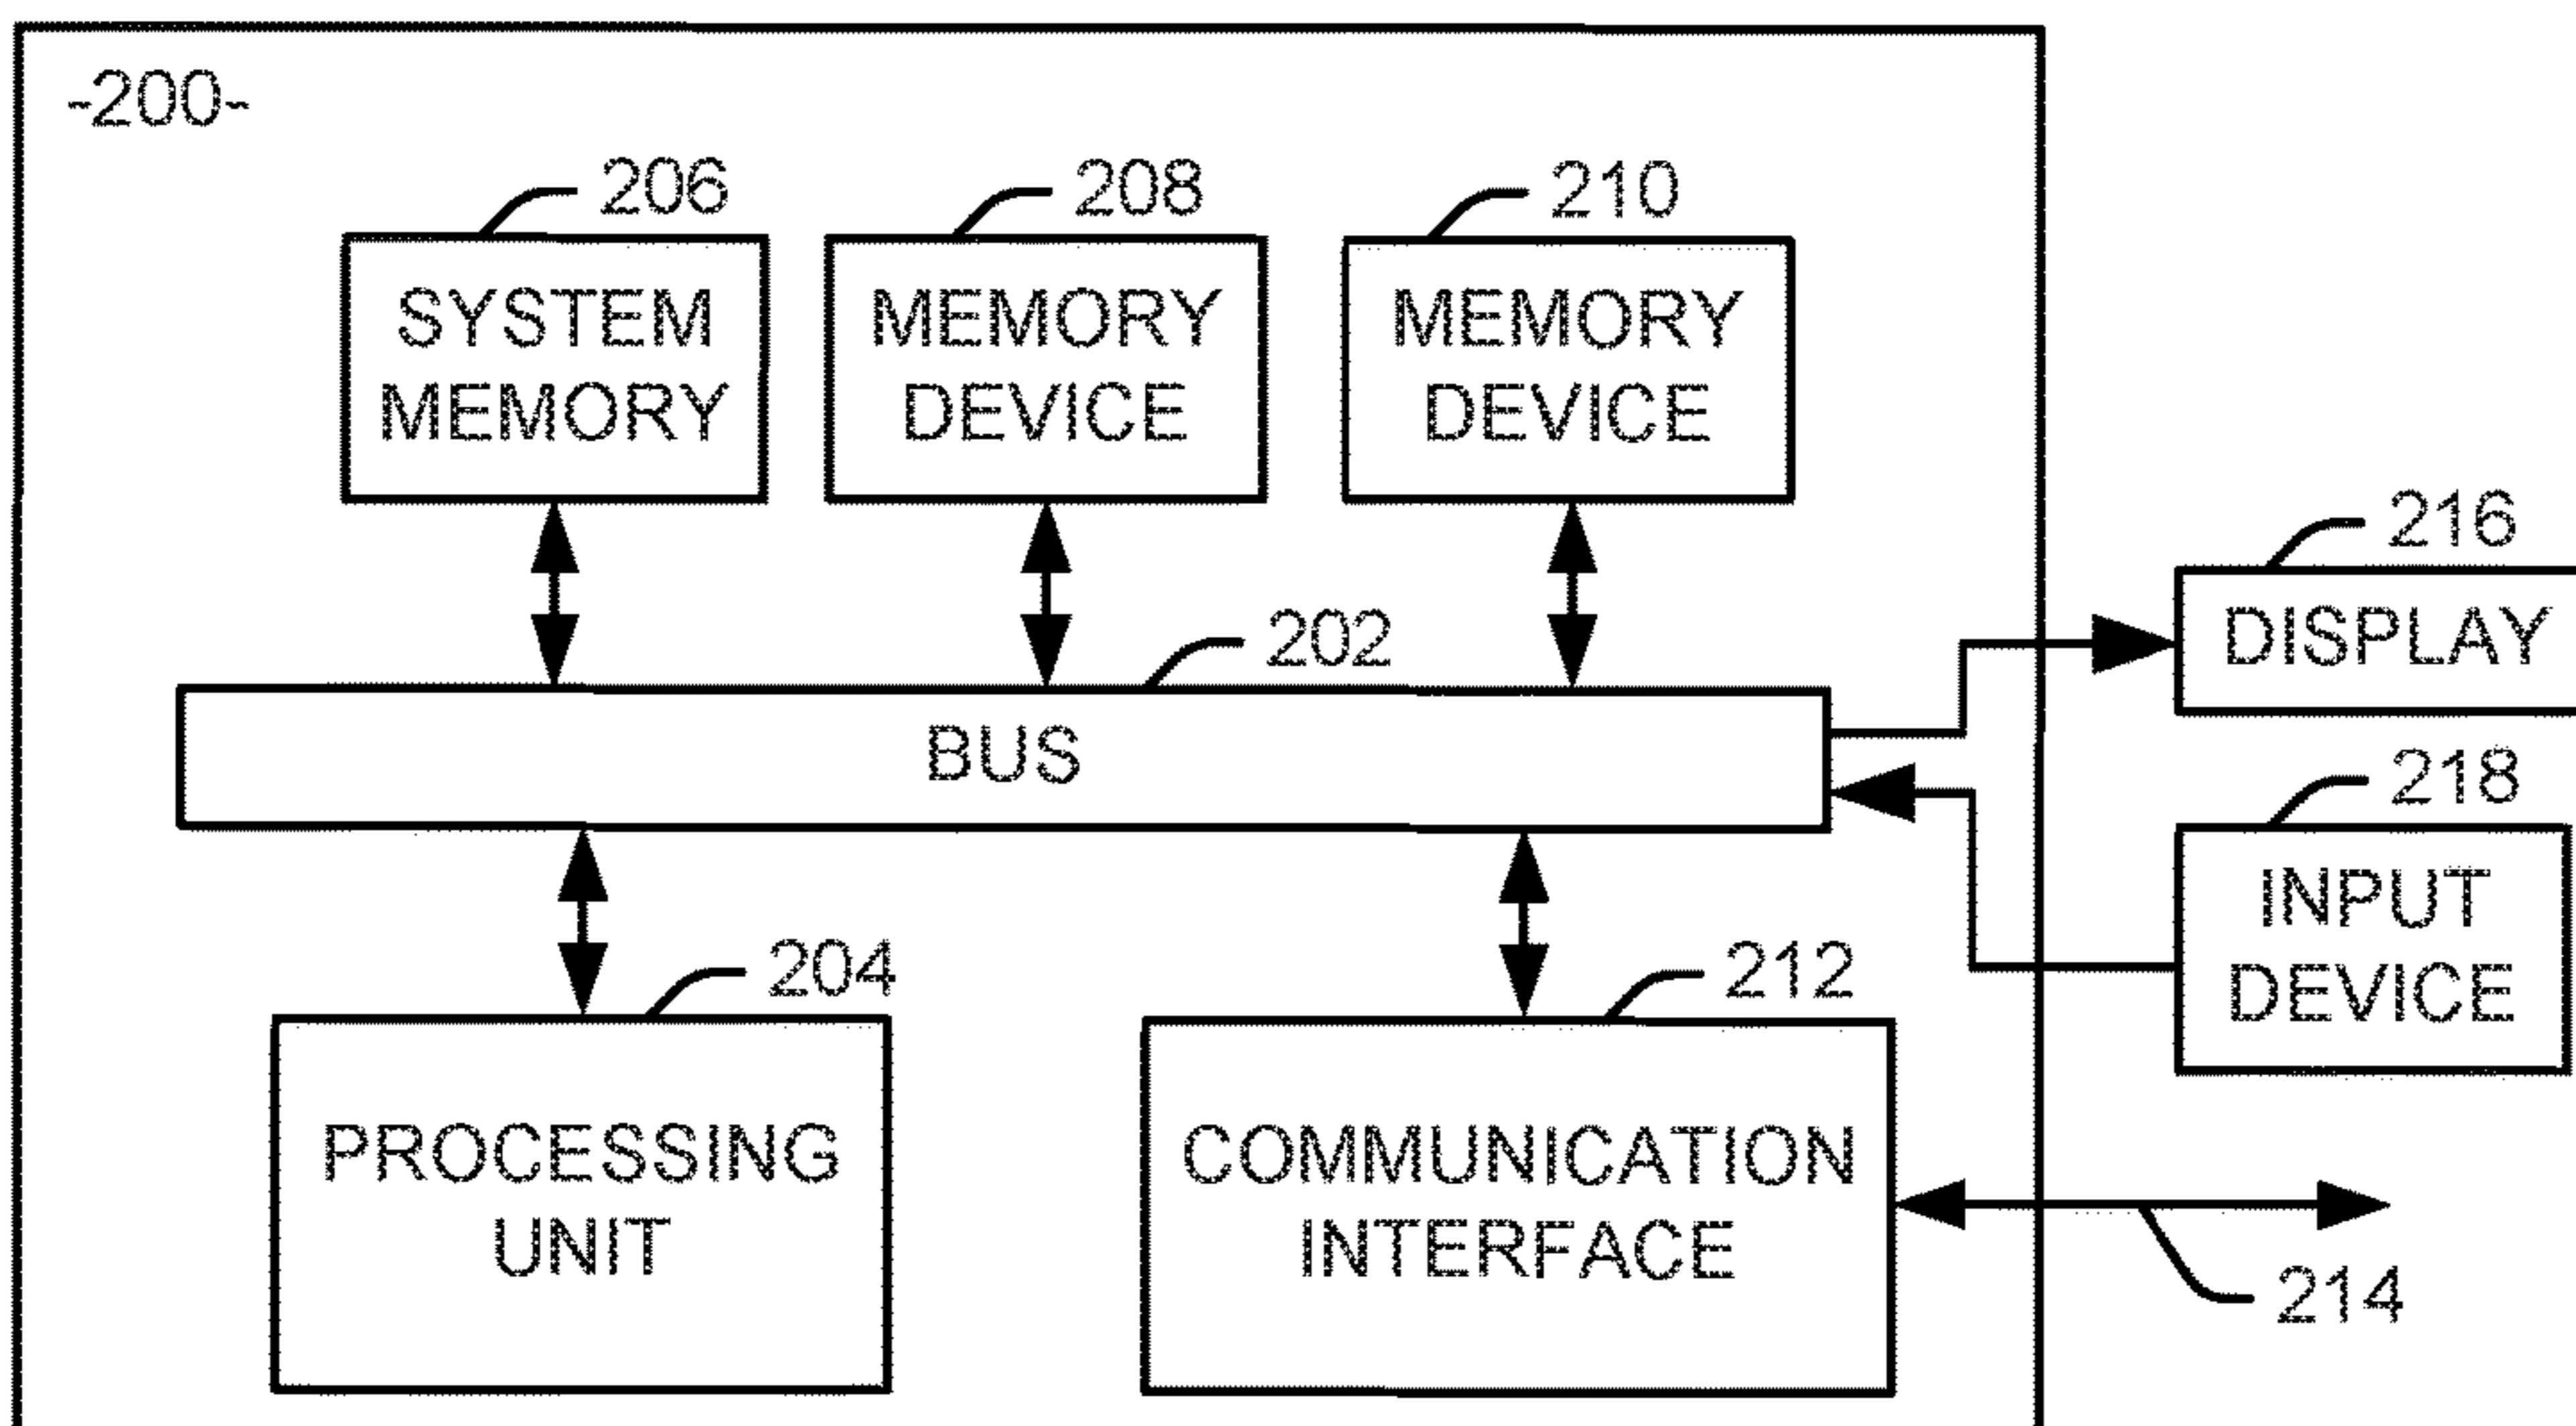 -200-
206
208
210
SYSTEM
MEMORY
MEMORY
DEVICE
MEMORY
DEVICE
216
DISPLAY
202
BUS
218
INPUT
DEVICE
204
212
PROCESSING
UNIT
COMMUNICATION
INTERFACE
214